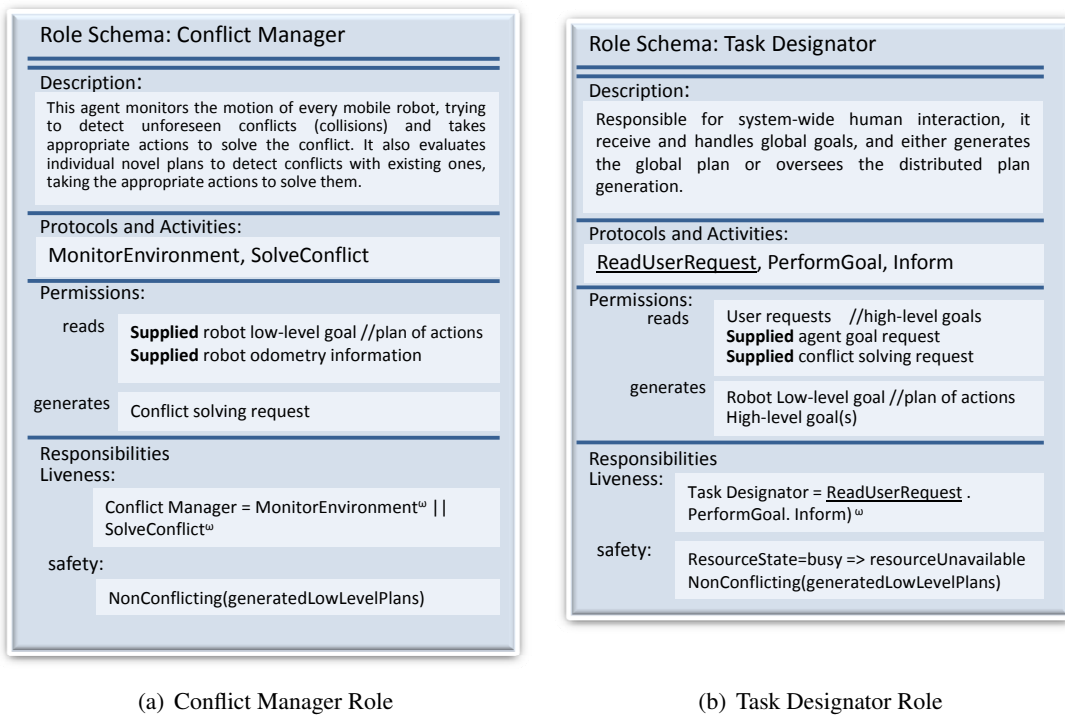 Role Schema: Conflict Manager
Description:
This agent monitors the motion of every mobile robot, trying
to detect unforeseen conflicts (collisions) and takes
appropriate actions to solve the conflict. It also evaluates
individual novel plans to detect conflicts with existing ones,
taking the appropriate actions to solve them.
Protocols and Activities:
MonitorEnvironment, SolveConflict
Permissions:
reads
Supplied robot low-level goal //plan of actions
Supplied robot odometry information
generates
Conflict solving request
Responsibilities
Liveness:
Conflict Manager = MonitorEnvironmentω ||
SolveConflictω
safety:
NonConflicting(generatedLowLevelPlans)
(a) Conflict Manager Role
Role Schema: Task Designator
Description:
Responsible for system-wide human interaction, it
receive and handles global goals, and either generates
the global plan or oversees the distributed plan
generation.
Protocols and Activities:
ReadUserRequest, PerformGoal, Inform
Permissions:
reads
User requests //high-level goals
Supplied agent goal request
Supplied conflict solving request
generates
Robot Low-level goal //plan of actions
High-level goal(s)
Responsibilities
Liveness:
Task Designator = ReadUserRequest .
PerformGoal. Inform) ω
safety:
ResourceState=busy => resourceUnavailable
NonConflicting(generatedLowLevelPlans)
(b) Task Designator Role